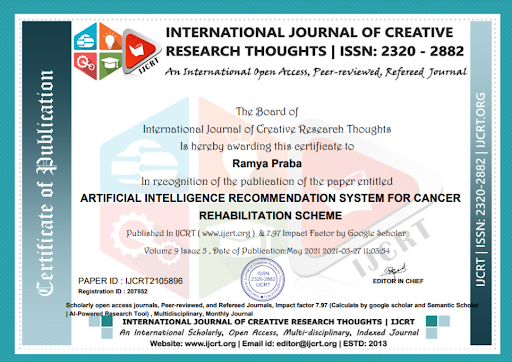 INTERNATIONAL JOURNAL OF CREATIVE
RESEARCH THOUGHTS | ISSN: 2320 - 2882
An International Open Access, Peer-reviewed, Refereed Journal
IJCRT
Certificate of Publication
The Board of
International Journal of Creative Research Thoughts
Is hereby awarding this certificate to
Ramya Praba
In recognition of the publication of the paper entitled
ARTIFICIAL INTELLIGENCE RECOMMENDATION SYSTEM FOR CANCER
REHABILITATION SCHEME
Published In IJCRT ( www.ijcrt.org ) & 7.97 Impact Factor by Google Scholar
Volume 9 Issue 5 , Date of Publication:May 2021 2021-05-27 11:03:54
IJCRT
ISSN
2320-2882
IJCRT
PAPER ID : IJCRT2105896
Registration ID : 207852
EDITOR IN CHIEF
Scholarly open access journals, Peer-reviewed, and Refereed Journals, Impact factor 7.97 (Calculate by google scholar and Semantic Scholar
| AI-Powered Research Tool) , Multidisciplinary, Monthly Journal
INTERNATIONAL JOURNAL OF CREATIVE RESEARCH THOUGHTS | IJCRT
An International Scholarly, Open Access, Multi-disciplinary, Indexed Journal
Website: www.ijcrt.org | Email id: editor@ijcrt.org | ESTD: 2013
IJCRT | ISSN: 2320-2882 | IJCRT.ORG